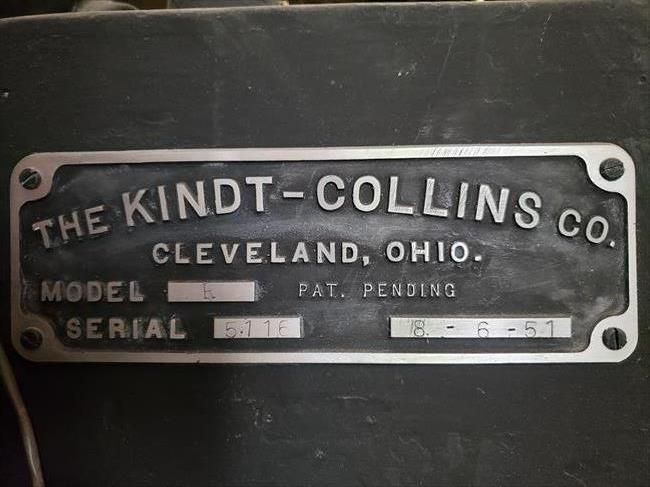 THE KINDT-COLLINS CO.
CLEVELAND, OHIO.
MODEL PAT. PENDING
SERIAL 5116 8 - 6 - 51